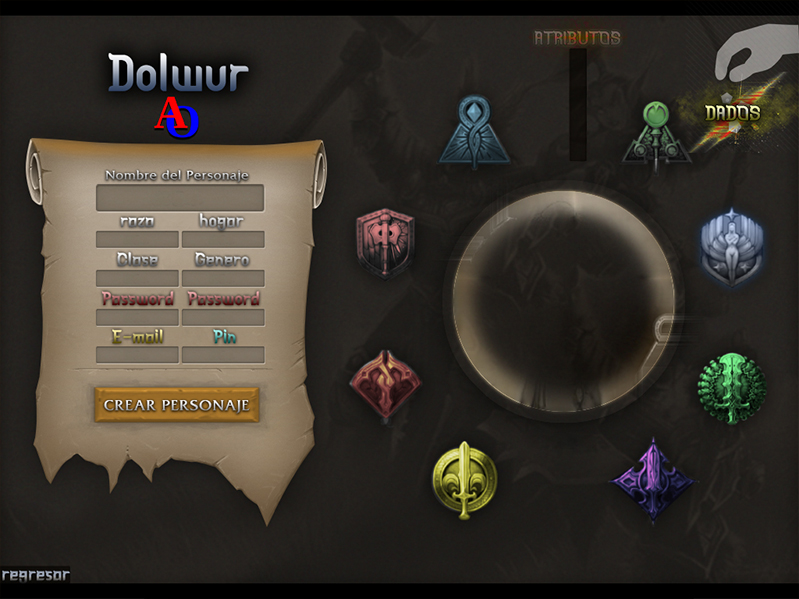 Dolwur
AO
ATRIBUTOS
DADOS
Nombre del Personaje
raza hogar
Clase Genero
Password Password
E-mail Pin
CREAR PERSONAJE
regresar